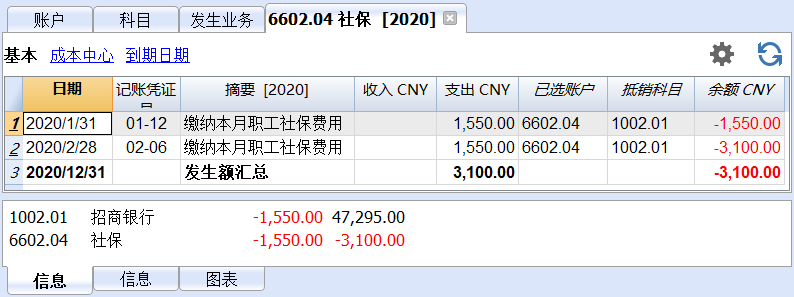 账户 科目 发生业务 6602.04 社保 [2020]
基本 成本中心 到期日期
日期 记账凭证 摘要 [2020] 收入 CNY 支出 CNY 已选账户 抵销科目 余额 CNY
1 2020/1/31 01-12 缴纳本月职工社保费用 1,550.00 6602.04 1002.01 -1,550.00
2 2020/2/28 02-06 缴纳本月职工社保费用 1,550.00 6602.04 1002.01 -3,100.00
3 2020/12/31 发生额汇总 3,100.00 -3,100.00
1002.01 招商银行 -1,550.00 47,295.00
6602.04 社保 -1,550.00 -3,100.00
信息 信息 图表